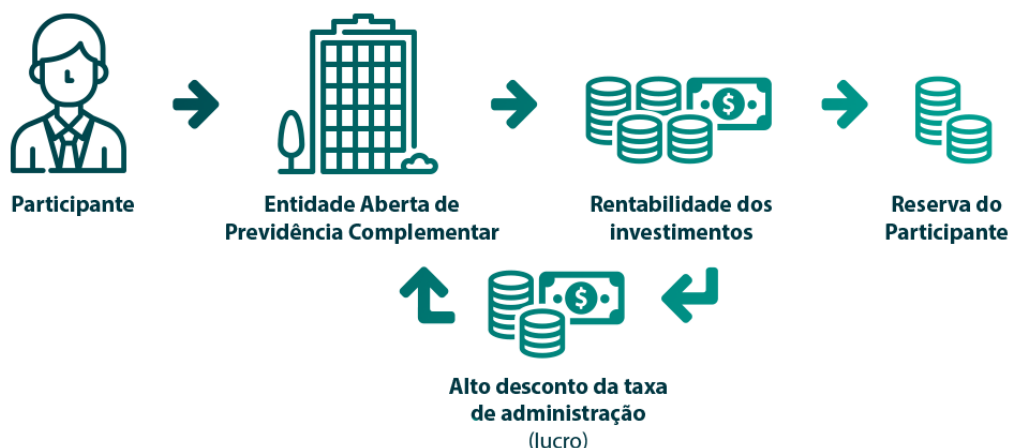 Participante
Entidade Aberta de
Previdência Complementar
Rentabilidade dos
investimentos
Reserva do
Participante
Alto desconto da taxa
de administração
(lucro)